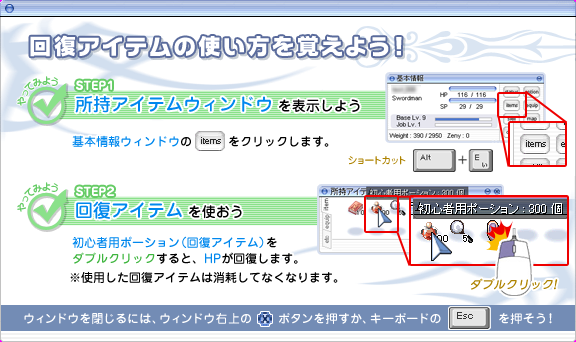 回復アイテムの使い方を覚えよう!
やってみよう
STEP1
所持アイテムウィンドウ を表示しよう
基本情報ウィンドウの items をクリックします。
基本情報
Swordman
HP 116 / 116
SP 29 / 29
Base Lv. 9
Job Lv. 1
Weight : 390 / 2950 Zeny : 0
items
equip
items
ショートカット Alt + E い
やってみよう
STEP2
回復アイテム を使おう
初心者用ポーション(回復アイテム)を
ダブルクリックすると、HPが回復します。
※使用した回復アイテムは消耗してなくなります。
所持アイテム
初心者用ポーション : 300 個
item
equip
etc
初心者用ポーション : 300 個
ダブルクリック!
ウィンドウを閉じるには、ウィンドウ右上の ボタンを押すか、キーボードの Esc を押そう!